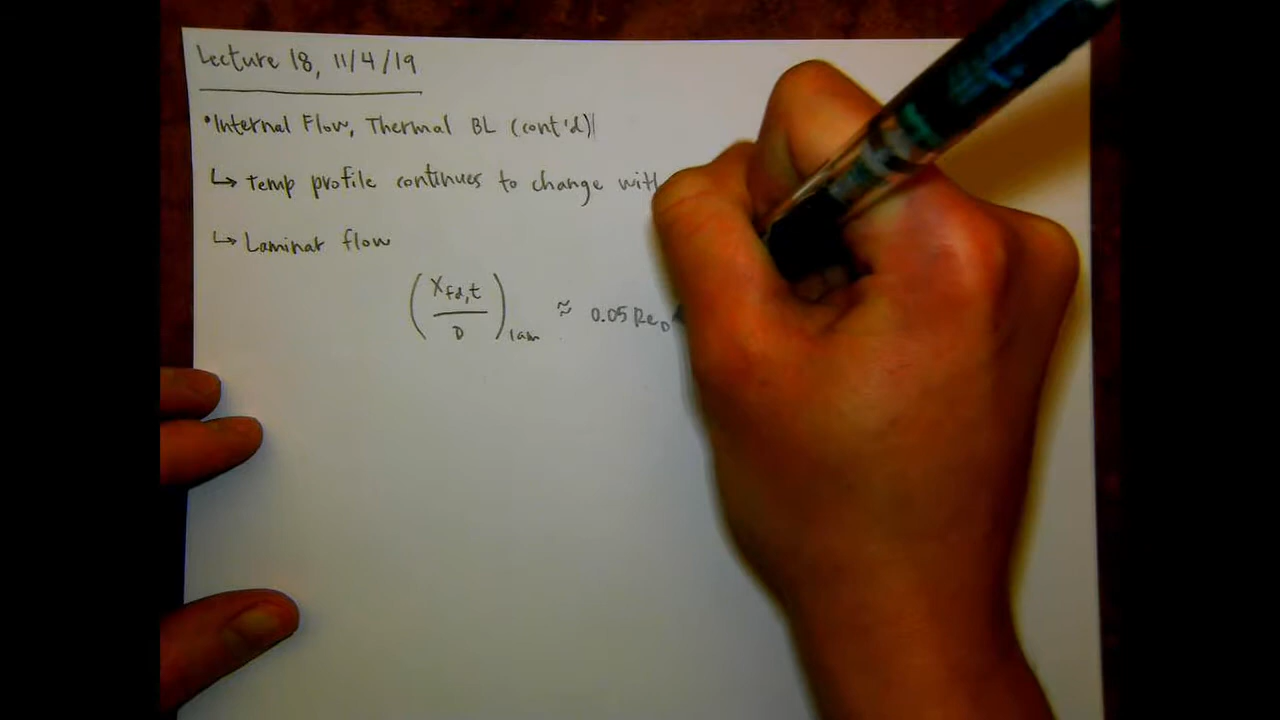 Lecture 18, 11/4/19
•Internal Flow, Thermal BL (cont'd)
↳ Temp profile continues to change
↳ Laminar flow
(x_fd,t / D)_lam ≈ 0.05 Re_D